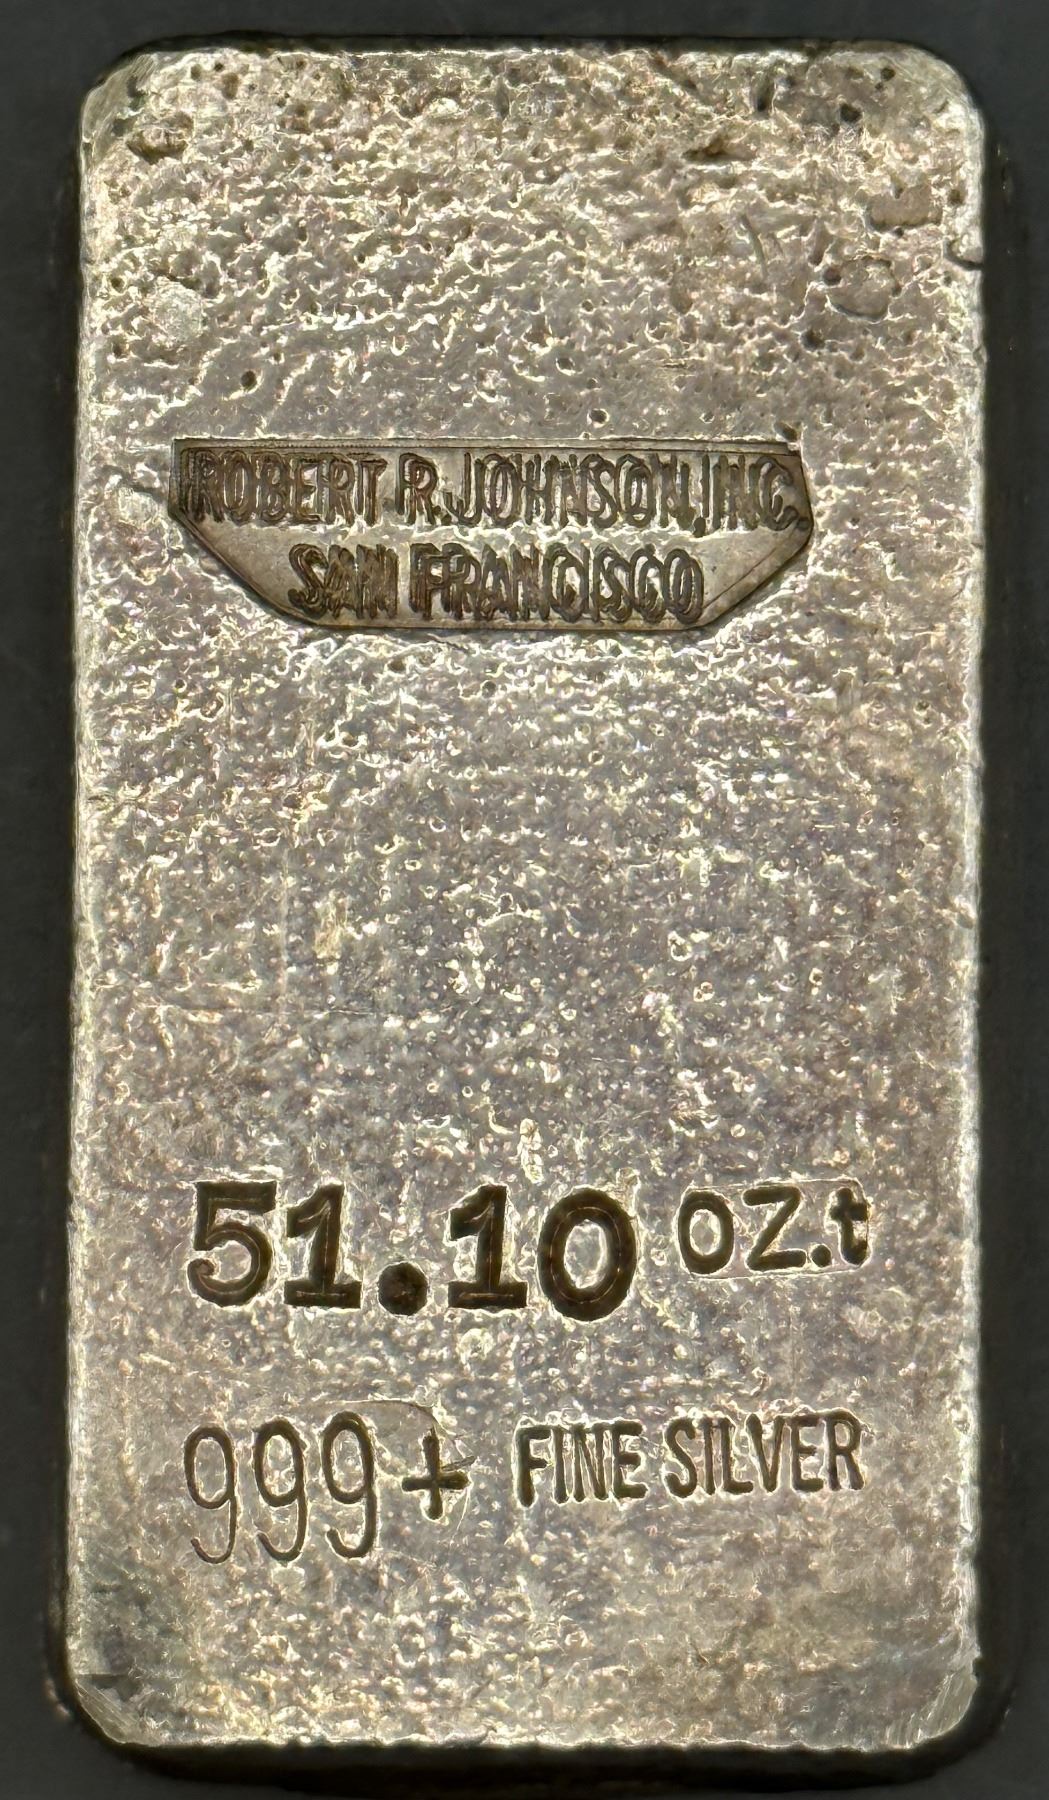 ROBERT R. JOHNSON, INC.
SAN FRANCISCO
51.10 oz.t
999+ FINE SILVER